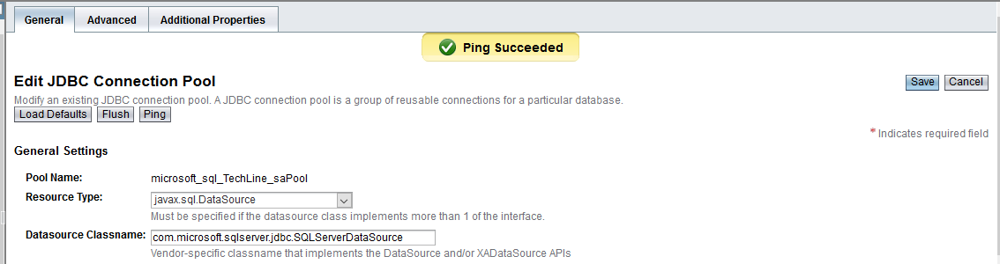 General Advanced Additional Properties
Ping Succeeded
Edit JDBC Connection Pool
Save Cancel
Modify an existing JDBC connection pool. A JDBC connection pool is a group of reusable connections for a particular database.
Load Defaults Flush Ping
* Indicates required field
General Settings
Pool Name: microsoft_sql_TechLine_saPool
Resource Type: javax.sql.DataSource
Must be specified if the datasource class implements more than 1 of the interface.
Datasource Classname: com.microsoft.sqlserver.jdbc.SQLServerDataSource
Vendor-specific classname that implements the DataSource and/or XADataSource APIs